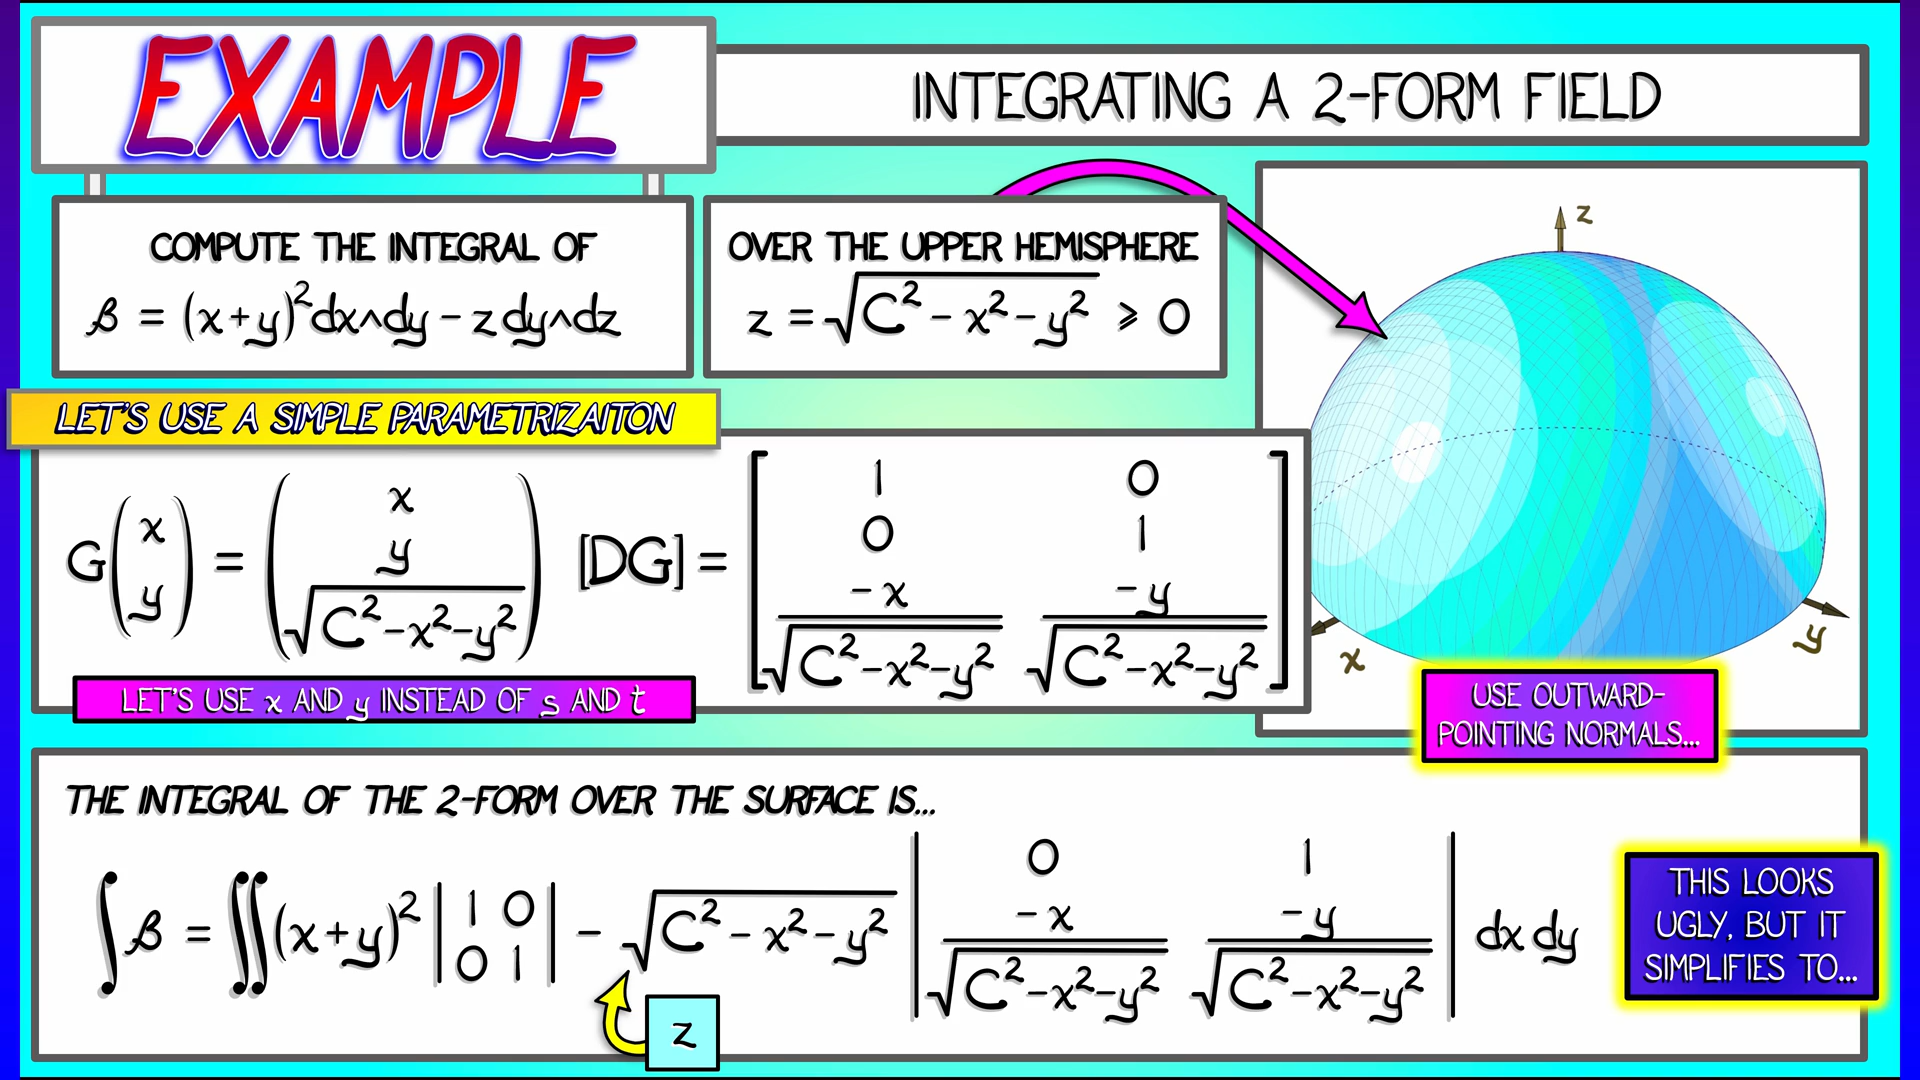 EXAMPLE
INTEGRATING A 2-FORM FIELD
COMPUTE THE INTEGRAL OF
β = (x+y)²dx∧dy − z dy∧dz
OVER THE UPPER HEMISPHERE
z = √(C² − x² − y²) ⩾ 0
z
x
y
LET'S USE A SIMPLE PARAMETRIZAITON
G(x y) = (x y √(C²−x²−y²)) [DG] = [1 0 0 1 −x/√(C²−x²−y²) −y/√(C²−x²−y²)]
LET'S USE x AND y INSTEAD OF s AND t
USE OUTWARD-
POINTING NORMALS...
THE INTEGRAL OF THE 2-FORM OVER THE SURFACE IS...
∫β = ∬(x+y)² |1 0 0 1| − √(C² − x² − y²) |0 1 −x/√(C²−x²−y²) −y/√(C²−x²−y²)| dx dy
z
THIS LOOKS
UGLY, BUT IT
SIMPLIFIES TO...